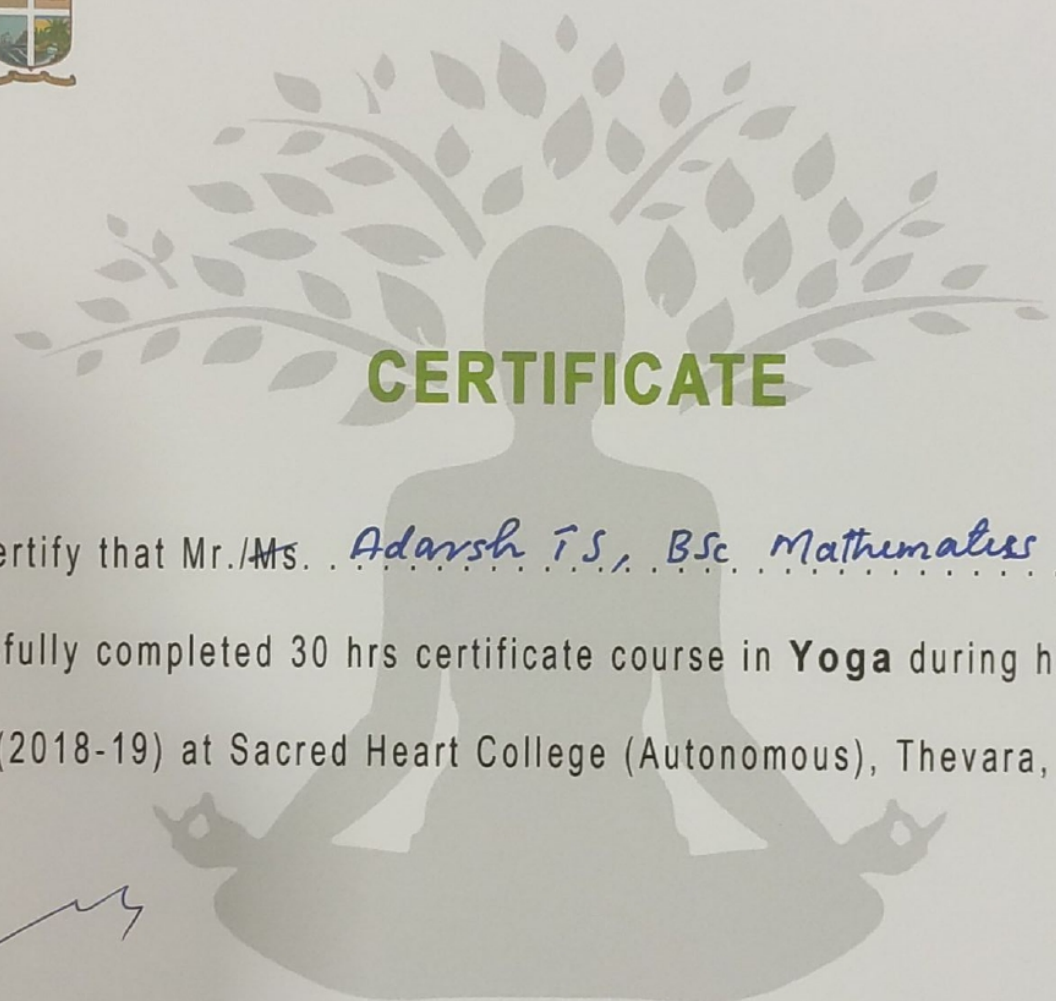 CERTIFICATE
ertify that Mr./Ms. Adarsh T S, BSc Mathematics
fully completed 30 hrs certificate course in Yoga during h
(2018-19) at Sacred Heart College (Autonomous), Thevara,